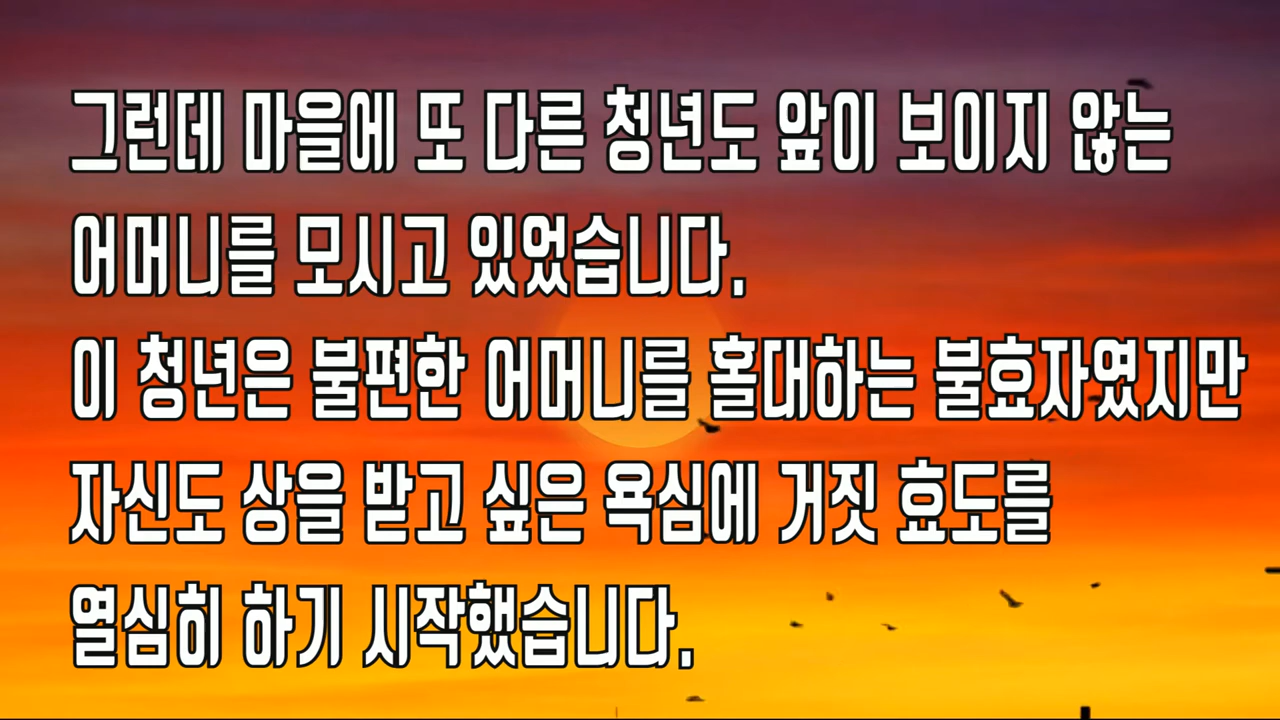 그런데 마을에 또 다른 청년도 앞이 보이지 않는
어머니를 모시고 있었습니다.
이 청년은 불편한 어머니를 홀대하는 불효자였지만
자신도 상을 받고 싶은 욕심에 거짓 효도를
열심히 하기 시작했습니다.